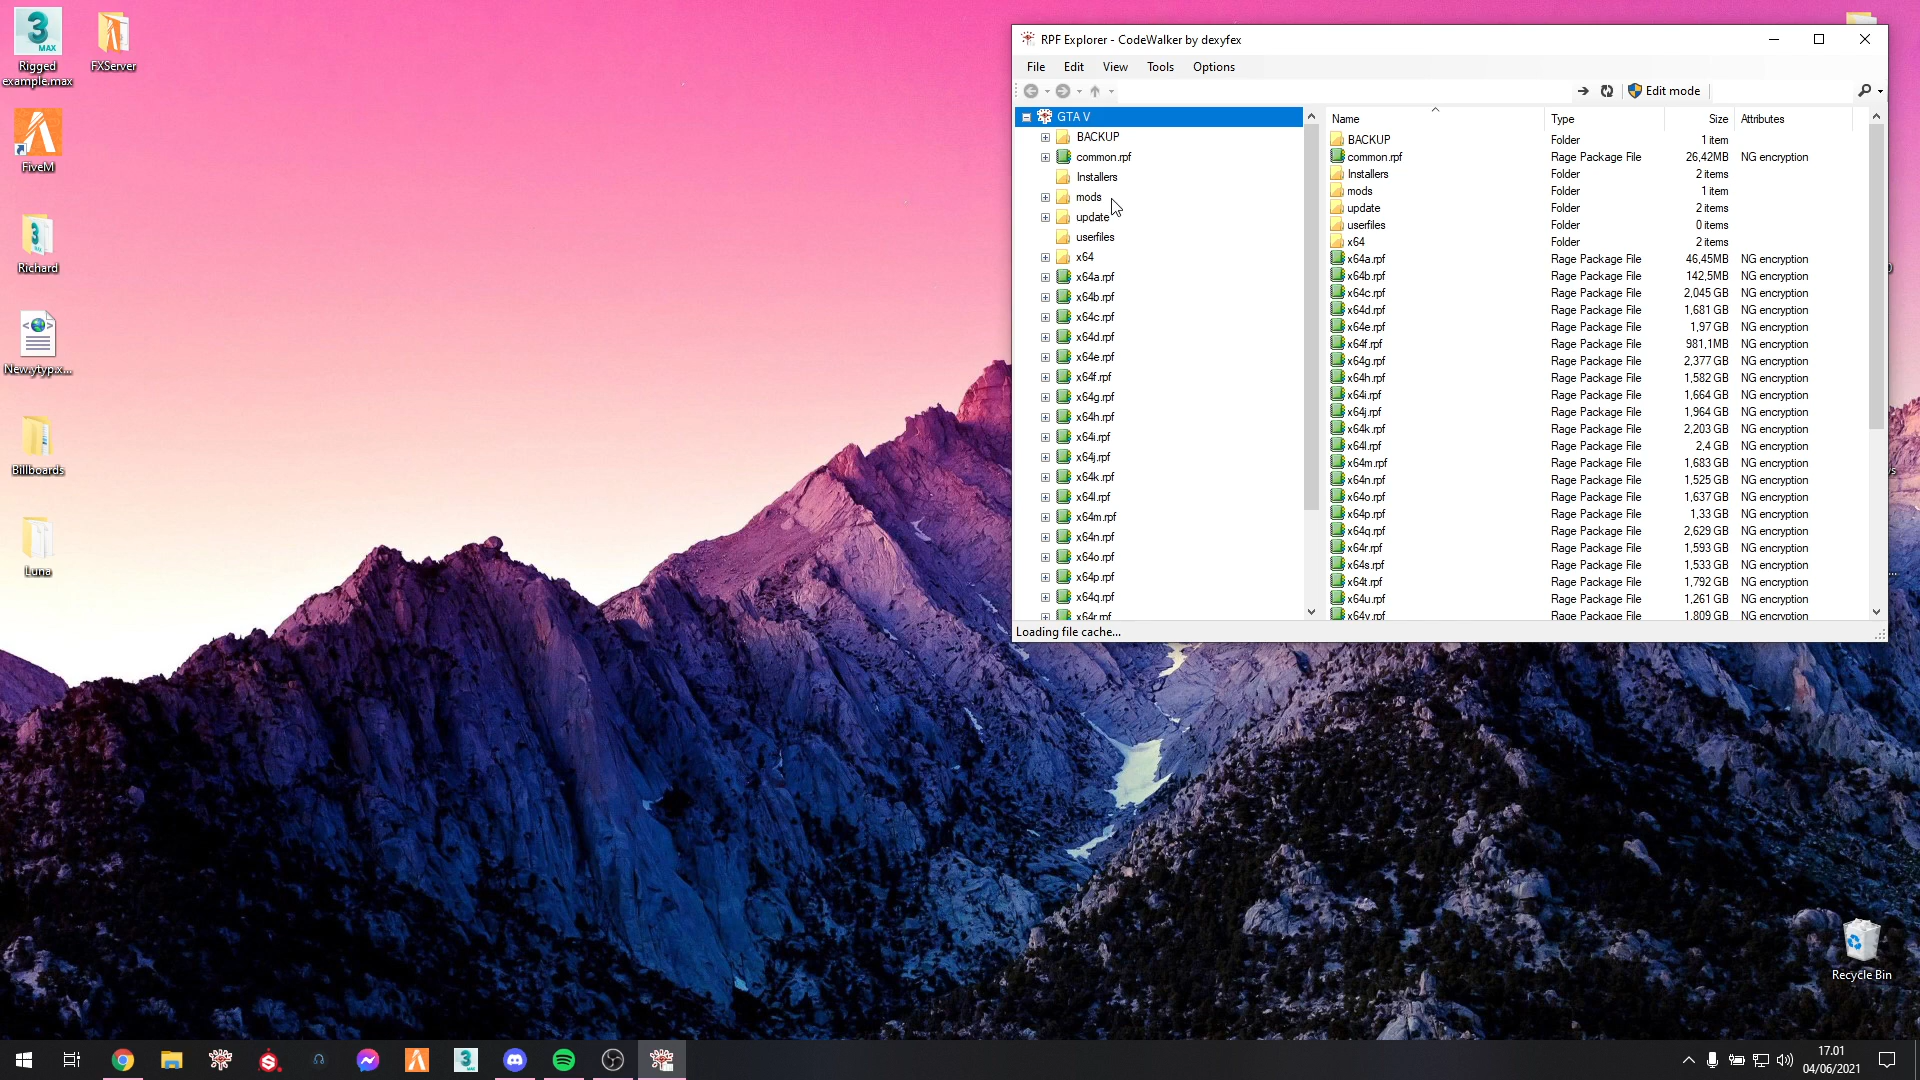 Rigged
example.max
FXServer
FiveM
Richard
New.ytyp.x...
Billboards
Luna
RPF Explorer - CodeWalker by dexyfex
File Edit View Tools Options
Edit mode
GTA V
BACKUP
common.rpf
Installers
mods
update
userfiles
x64
x64a.rpf
x64b.rpf
x64c.rpf
x64d.rpf
x64e.rpf
x64f.rpf
x64g.rpf
x64h.rpf
x64i.rpf
x64j.rpf
x64k.rpf
x64l.rpf
x64m.rpf
x64n.rpf
x64o.rpf
x64p.rpf
x64q.rpf
x64r.rpf
Name Type Size Attributes
BACKUP Folder 1 item
common.rpf Rage Package File 26,42MB NG encryption
Installers Folder 2 items
mods Folder 1 item
update Folder 2 items
userfiles Folder 0 items
x64 Folder 2 items
x64a.rpf Rage Package File 46,45MB NG encryption
x64b.rpf Rage Package File 142,5MB NG encryption
x64c.rpf Rage Package File 2,045 GB NG encryption
x64d.rpf Rage Package File 1,681 GB NG encryption
x64e.rpf Rage Package File 1,97 GB NG encryption
x64f.rpf Rage Package File 981,1MB NG encryption
x64g.rpf Rage Package File 2,377 GB NG encryption
x64h.rpf Rage Package File 1,582 GB NG encryption
x64i.rpf Rage Package File 1,664 GB NG encryption
x64j.rpf Rage Package File 1,964 GB NG encryption
x64k.rpf Rage Package File 2,203 GB NG encryption
x64l.rpf Rage Package File 2,4 GB NG encryption
x64m.rpf Rage Package File 1,683 GB NG encryption
x64n.rpf Rage Package File 1,525 GB NG encryption
x64o.rpf Rage Package File 1,637 GB NG encryption
x64p.rpf Rage Package File 1,33 GB NG encryption
x64q.rpf Rage Package File 2,629 GB NG encryption
x64r.rpf Rage Package File 1,593 GB NG encryption
x64s.rpf Rage Package File 1,533 GB NG encryption
x64t.rpf Rage Package File 1,792 GB NG encryption
x64u.rpf Rage Package File 1,261 GB NG encryption
x64v.rpf Rage Package File 1,809 GB NG encryption
Loading file cache...
Recycle Bin
17.01
04/06/2021